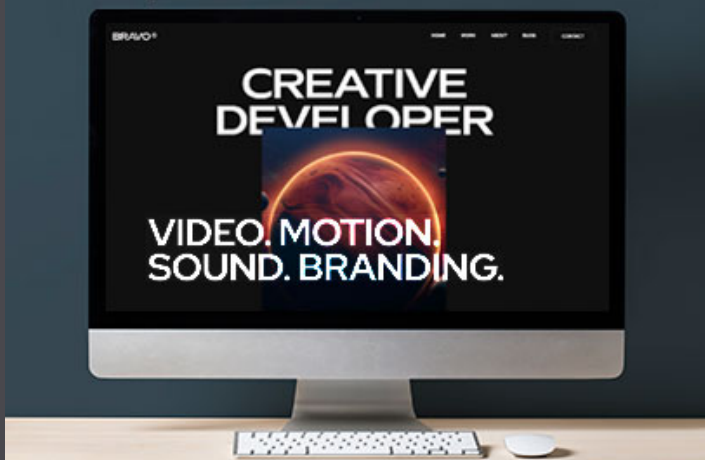 BRAVO®
HOME WORK ABOUT BLOG CONTACT
CREATIVE
DEVELOPER
VIDEO. MOTION.
SOUND. BRANDING.